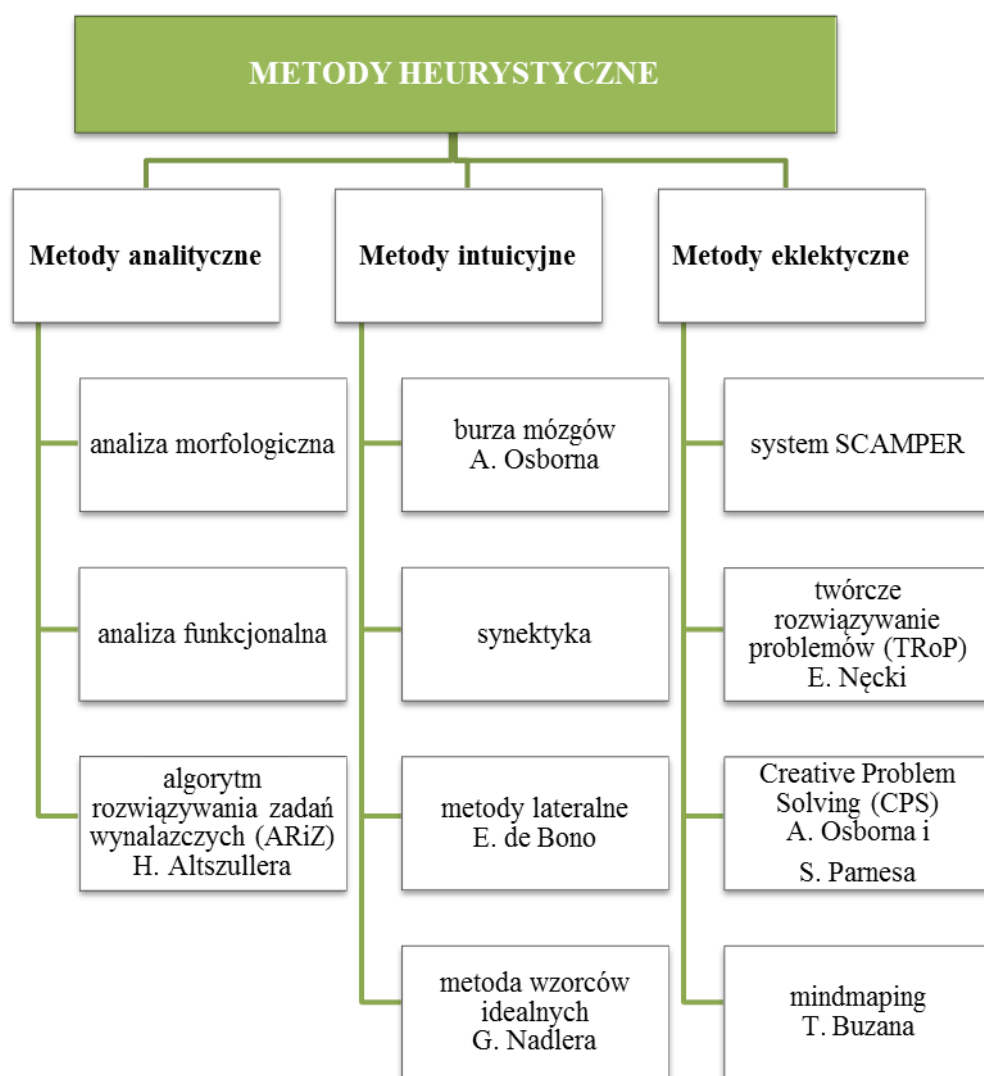 METODY HEURYSTYCZNE
Metody analityczne
analiza morfologiczna
analiza funkcjonalna
algorytm
rozwiązywania zadań
wynalazczych (ARiZ)
H. Altszullera
Metody intuicyjne
burza mózgów
A. Osborna
synektyka
metody lateralne
E. de Bono
metoda wzorców
idealnych
G. Nadlera
Metody eklektyczne
system SCAMPER
twórcze
rozwiązywanie
problemów (TRoP)
E. Nęcki
Creative Problem
Solving (CPS)
A. Osborna i
S. Parnesa
mindmaping
T. Buzana